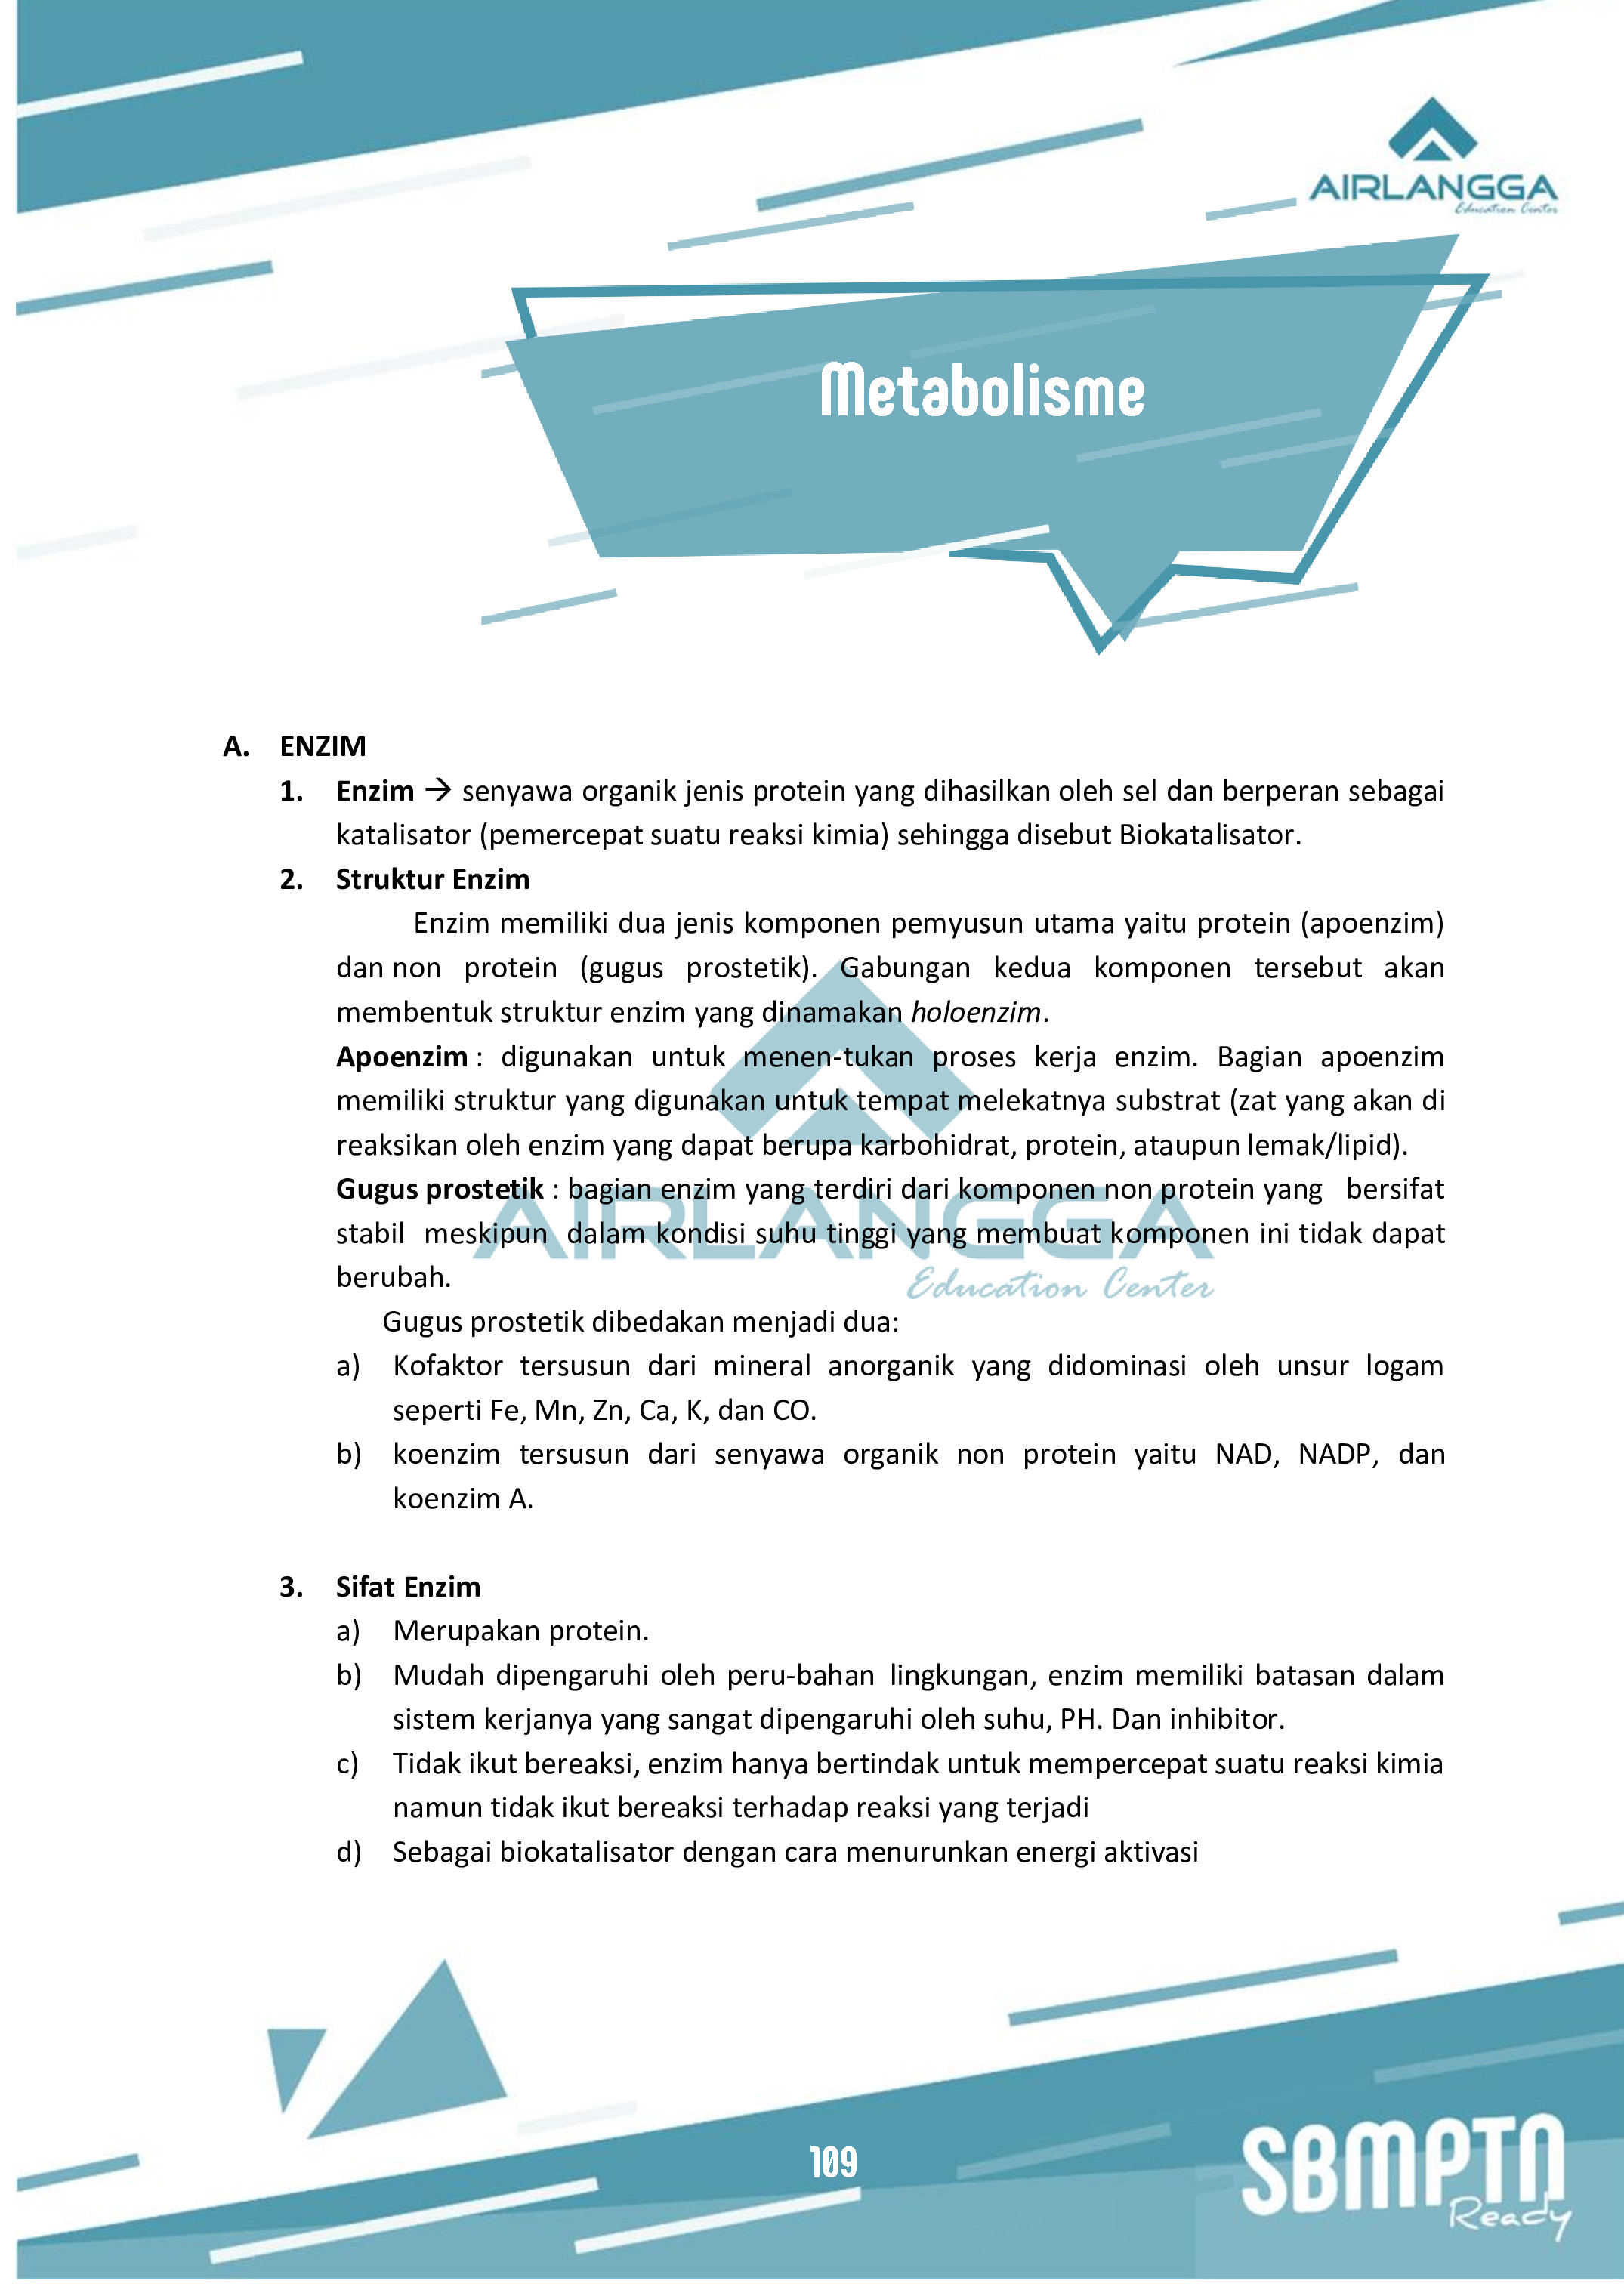 AIRLANGGA
Education Center
Metabolisme
A. ENZIM
1. Enzim → senyawa organik jenis protein yang dihasilkan oleh sel dan berperan sebagai
katalisator (pemercepat suatu reaksi kimia) sehingga disebut Biokatalisator.
2. Struktur Enzim
Enzim memiliki dua jenis komponen pemyusun utama yaitu protein (apoenzim)
dan non protein (gugus prostetik). Gabungan kedua komponen tersebut akan
membentuk struktur enzim yang dinamakan holoenzim.
Apoenzim : digunakan untuk menen-tukan proses kerja enzim. Bagian apoenzim
memiliki struktur yang digunakan untuk tempat melekatnya substrat (zat yang akan di
reaksikan oleh enzim yang dapat berupa karbohidrat, protein, ataupun lemak/lipid).
Gugus prostetik : bagian enzim yang terdiri dari komponen non protein yang bersifat
stabil meskipun dalam kondisi suhu tinggi yang membuat komponen ini tidak dapat
berubah.
AIRLANGGA
Education Center
Gugus prostetik dibedakan menjadi dua:
a) Kofaktor tersusun dari mineral anorganik yang didominasi oleh unsur logam
seperti Fe, Mn, Zn, Ca, K, dan CO.
b) koenzim tersusun dari senyawa organik non protein yaitu NAD, NADP, dan
koenzim A.
3. Sifat Enzim
a) Merupakan protein.
b) Mudah dipengaruhi oleh peru-bahan lingkungan, enzim memiliki batasan dalam
sistem kerjanya yang sangat dipengaruhi oleh suhu, PH. Dan inhibitor.
c) Tidak ikut bereaksi, enzim hanya bertindak untuk mempercepat suatu reaksi kimia
namun tidak ikut bereaksi terhadap reaksi yang terjadi
d) Sebagai biokatalisator dengan cara menurunkan energi aktivasi
109
SBMPTN
Ready